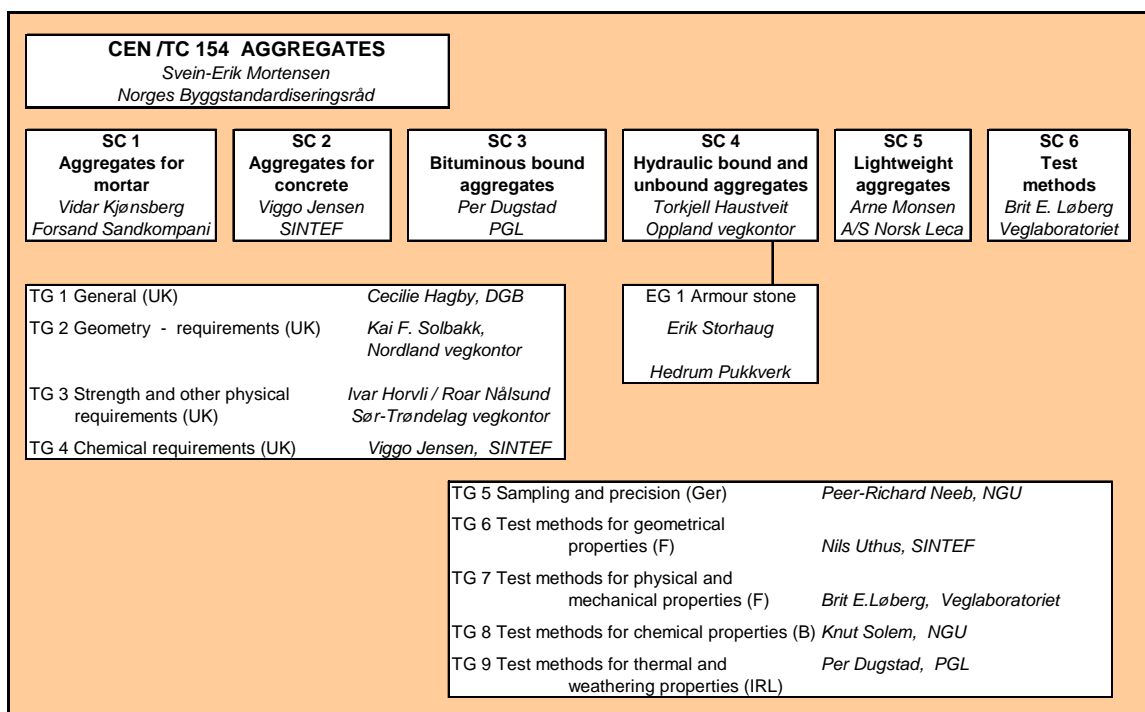 CEN /TC 154 AGGREGATES
Svein-Erik Mortensen
Norges Byggstandardiseringsråd
SC 1
Aggregates for
mortar
Vidar Kjønsberg
Forsand Sandkompani
SC 2
Aggregates for
concrete
Viggo Jensen
SINTEF
SC 3
Bituminous bound
aggregates
Per Dugstad
PGL
SC 4
Hydraulic bound and
unbound aggregates
Torkjell Haustveit
Oppland vegkontor
SC 5
Lightweight
aggregates
Arne Monsen
A/S Norsk Leca
SC 6
Test
methods
Brit E. Løberg
Veglaboratoriet
TG 1 General (UK) Cecilie Hagby, DGB
TG 2 Geometry - requirements (UK) Kai F. Solbakk,
Nordland vegkontor
TG 3 Strength and other physical Ivar Horvli / Roar Nålsund
requirements (UK) Sør-Trøndelag vegkontor
TG 4 Chemical requirements (UK) Viggo Jensen, SINTEF
EG 1 Armour stone
Erik Storhaug
Hedrum Pukkverk
TG 5 Sampling and precision (Ger) Peer-Richard Neeb, NGU
TG 6 Test methods for geometrical
properties (F) Nils Uthus, SINTEF
TG 7 Test methods for physical and
mechanical properties (F) Brit E.Løberg, Veglaboratoriet
TG 8 Test methods for chemical properties (B) Knut Solem, NGU
TG 9 Test methods for thermal and Per Dugstad, PGL
weathering properties (IRL)